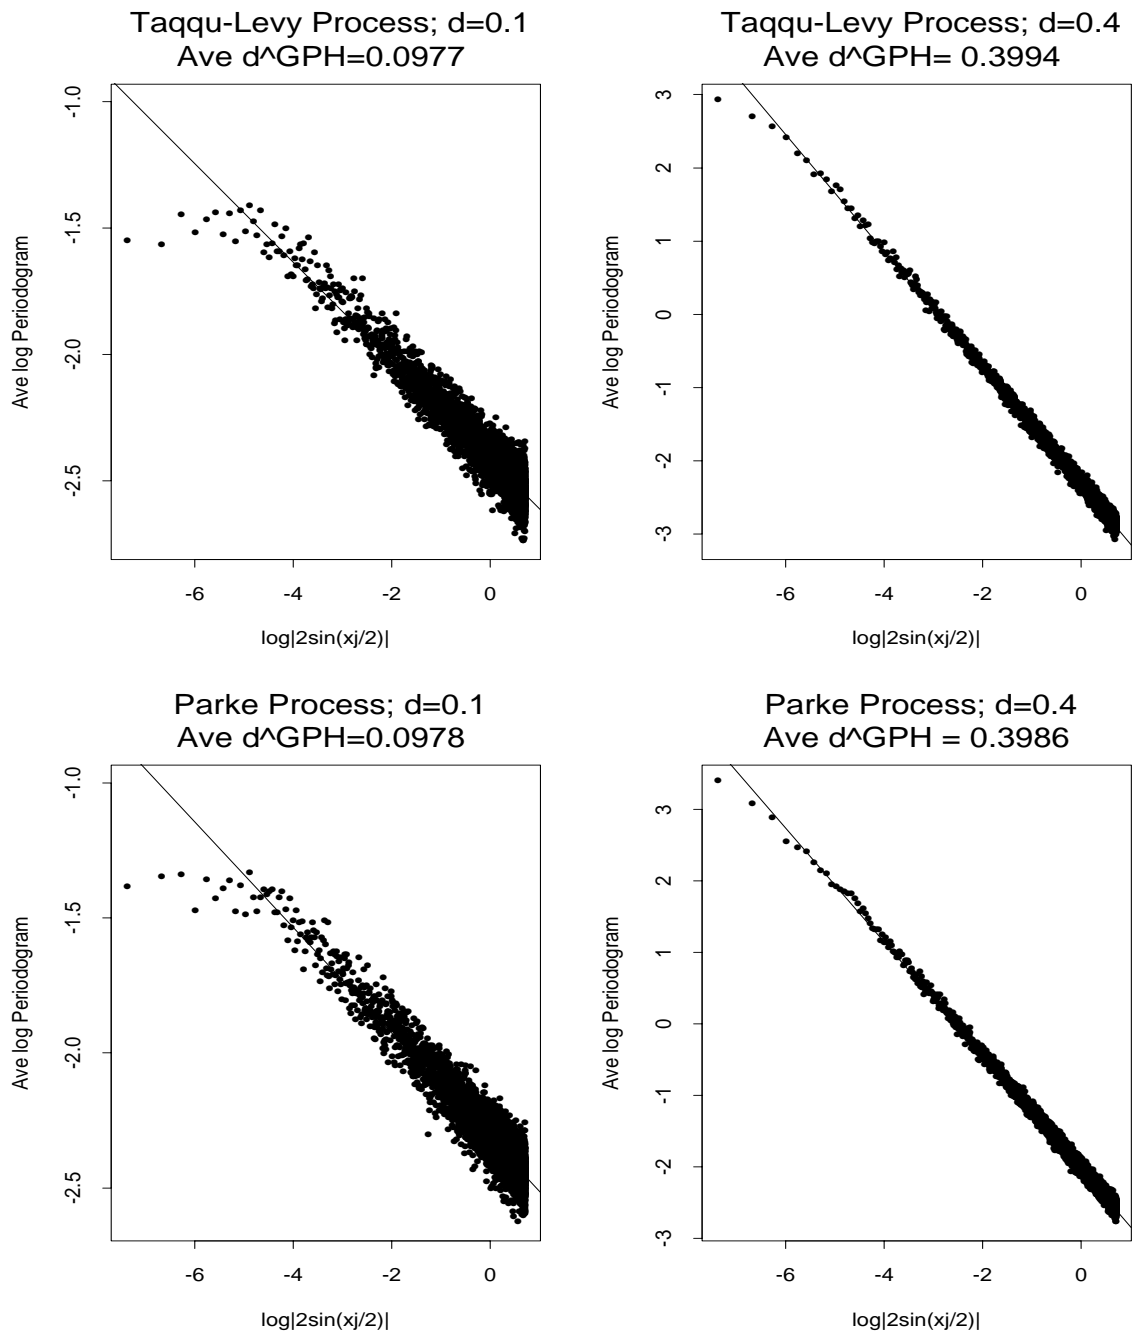 Taqqu-Levy Process; d=0.1
Ave d^GPH=0.0977
Ave log Periodogram
-1.0
-1.5
-2.0
-2.5
-6
-4
-2
0
log|2sin(xj/2)|
Taqqu-Levy Process; d=0.4
Ave d^GPH= 0.3994
Ave log Periodogram
3
2
1
0
-1
-2
-3
-6
-4
-2
0
log|2sin(xj/2)|
Parke Process; d=0.1
Ave d^GPH=0.0978
Ave log Periodogram
-1.0
-1.5
-2.0
-2.5
-6
-4
-2
0
log|2sin(xj/2)|
Parke Process; d=0.4
Ave d^GPH = 0.3986
Ave log Periodogram
3
2
1
0
-1
-2
-3
-6
-4
-2
0
log|2sin(xj/2)|